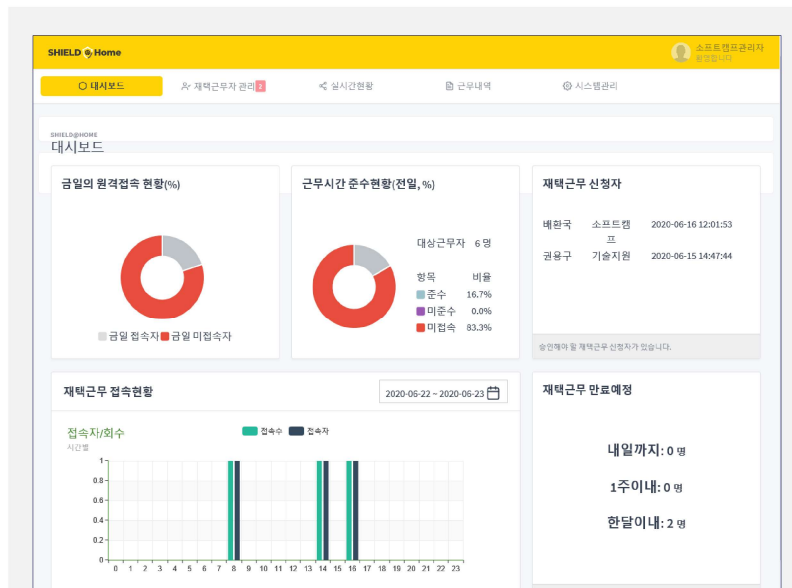 SHIELD@Home
소프트캠프관리자
환영합니다
대시보드
재택근무자 관리 2
실시간현황
근무내역
시스템관리
SHIELD@HOME
대시보드
금일의 원격접속 현황(%)
금일 접속자 금일 미접속자
근무시간 준수현황(전일, %)
대상근무자 6 명
항목 비율
준수 16.7%
미준수 0.0%
미접속 83.3%
재택근무 신청자
배환국 소프트캠프 2020-06-16 12:01:53
권용구 기술지원 2020-06-15 14:47:44
승인해야 할 재택근무 신청자가 있습니다.
재택근무 접속현황
2020-06-22 ~ 2020-06-23
접속자/회수
시간별
접속수 접속자
1
0.8
0.6
0.4
0.2
0
0 1 2 3 4 5 6 7 8 9 10 11 12 13 14 15 16 17 18 19 20 21 22 23
재택근무 만료예정
내일까지: 0 명
1주이내: 0 명
한달이내: 2 명